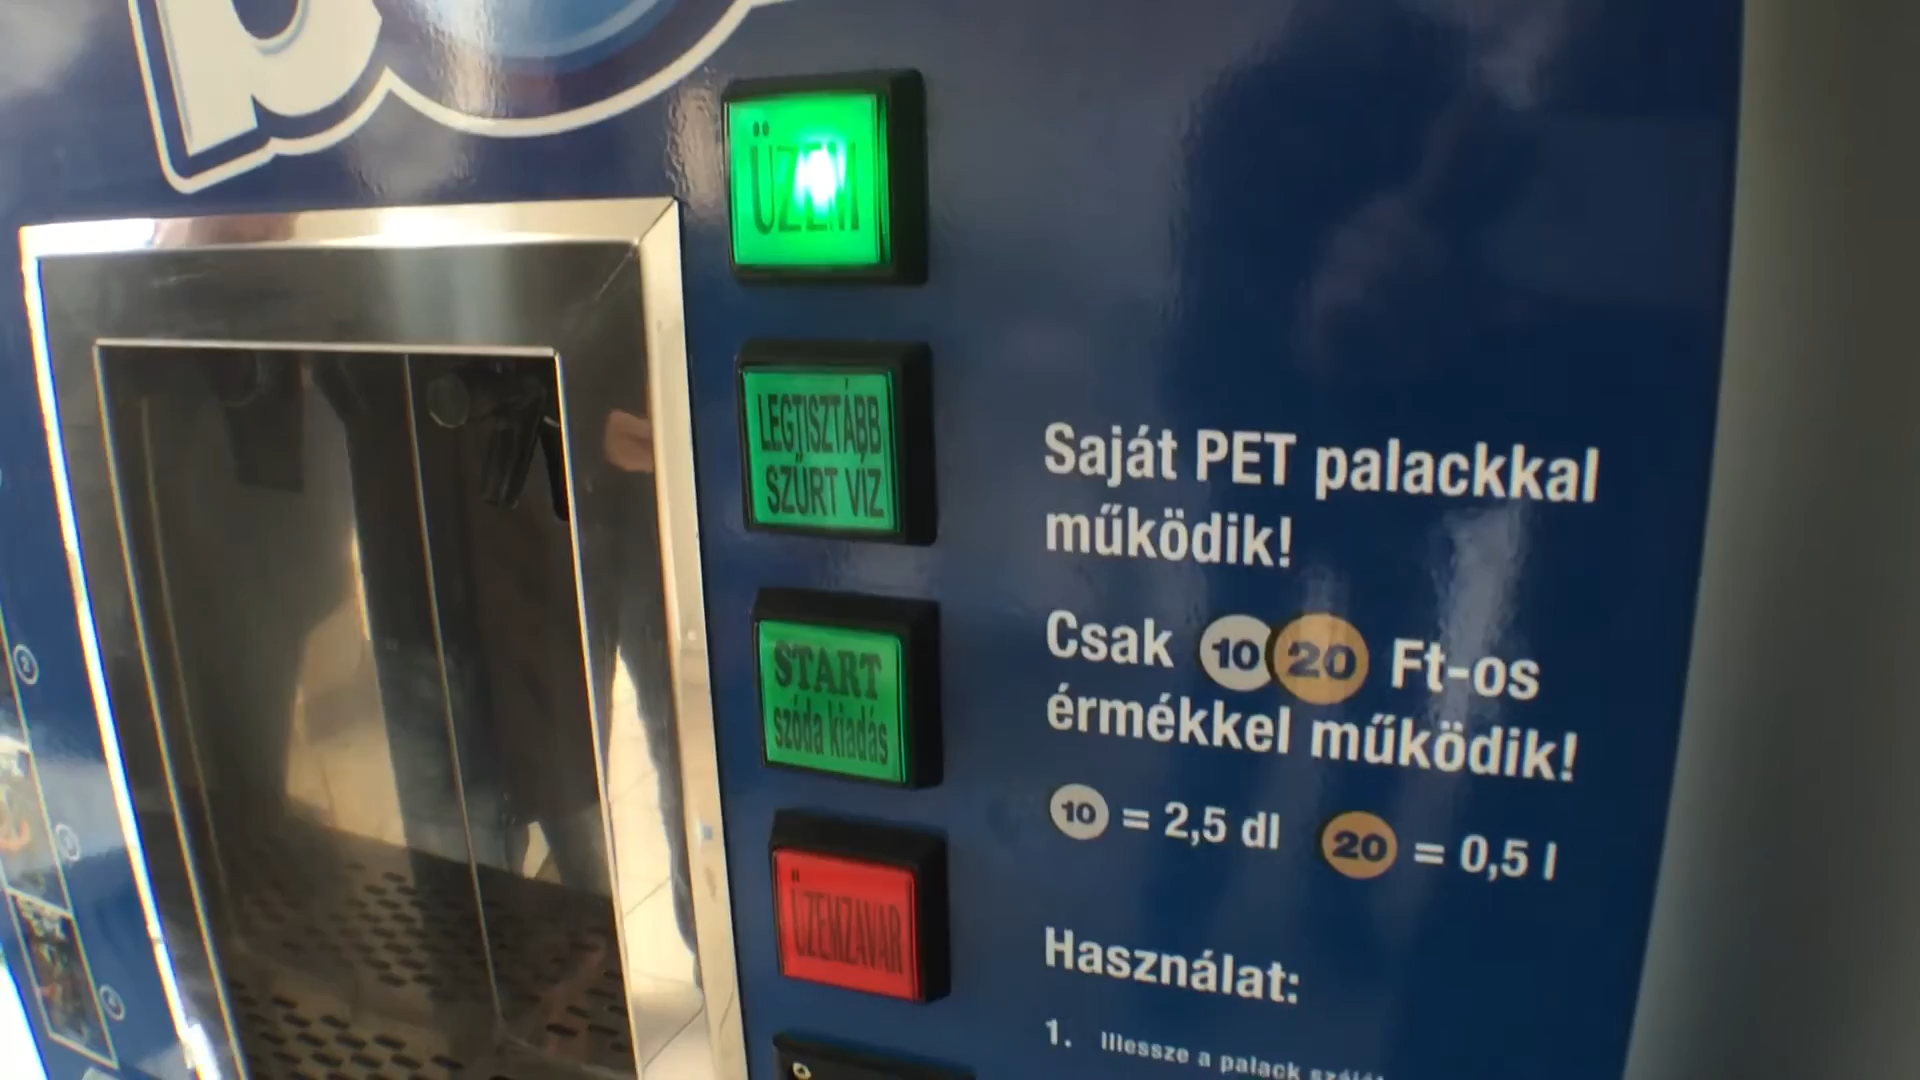 ÜZEM
LEGTISZTÁBB
SZŰRT VÍZ
START
szóda kiadás
ÜZEMZAVAR
Saját PET palackkal
működik!
Csak 10 20 Ft-os
érmékkel működik!
10 = 2,5 dl 20 = 0,5 l
Használat:
1. Illessze a palack